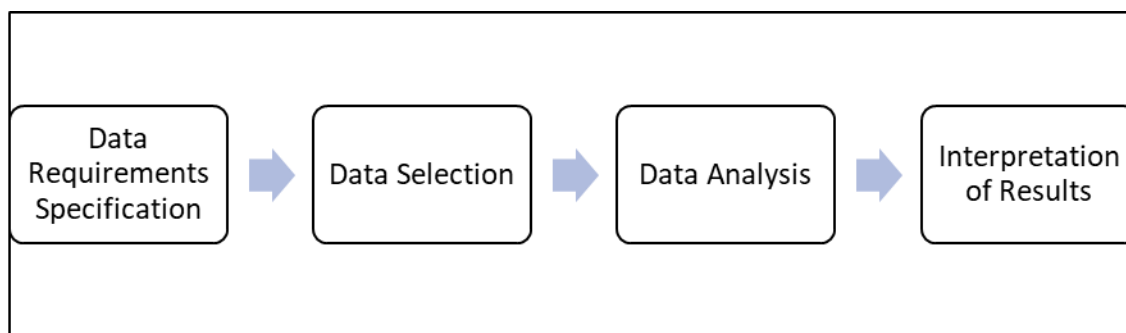 Data
Requirements
Specification
Data Selection
Data Analysis
Interpretation
of Results